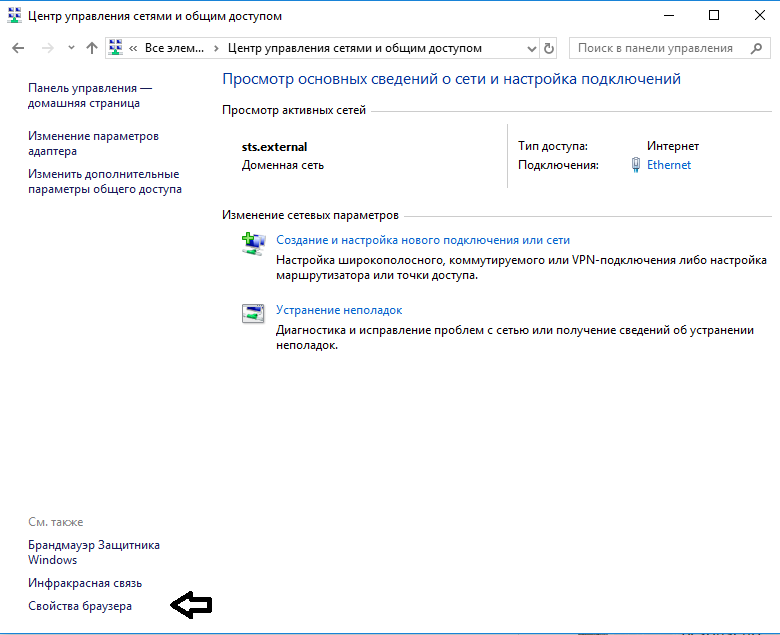 Центр управления сетями и общим доступом
« Все элем... › Центр управления сетями и общим доступом
Поиск в панели управления
Панель управления —
домашняя страница
Изменение параметров
адаптера
Изменить дополнительные
параметры общего доступа
Просмотр основных сведений о сети и настройка подключений
Просмотр активных сетей
sts.external
Доменная сеть
Тип доступа: Интернет
Подключения: Ethernet
Изменение сетевых параметров
Создание и настройка нового подключения или сети
Настройка широкополосного, коммутируемого или VPN-подключения либо настройка
маршрутизатора или точки доступа.
Устранение неполадок
Диагностика и исправление проблем с сетью или получение сведений об устранении
неполадок.
См. также
Брандмауэр Защитника
Windows
Инфракрасная связь
Свойства браузера